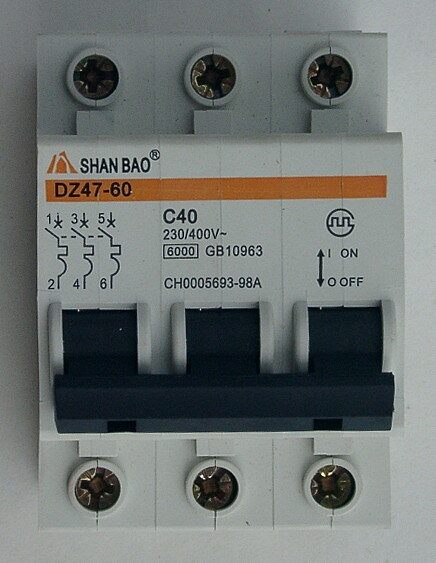 SHAN BAO®
DZ47-60
1 3 5
C40
230/400V~
6000 GB10963
I ON
2 4 6
CH0005693-98A
O OFF